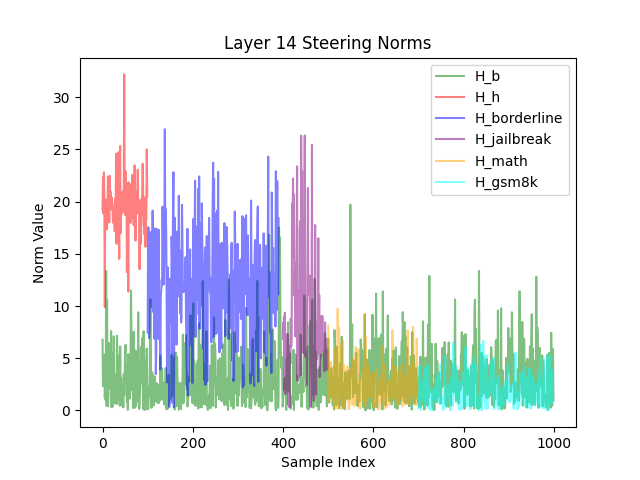 Layer 14 Steering Norms
H_b
H_h
H_borderline
H_jailbreak
H_math
H_gsm8k
Norm Value
30
25
20
15
10
5
0
0 200 400 600 800 1000
Sample Index